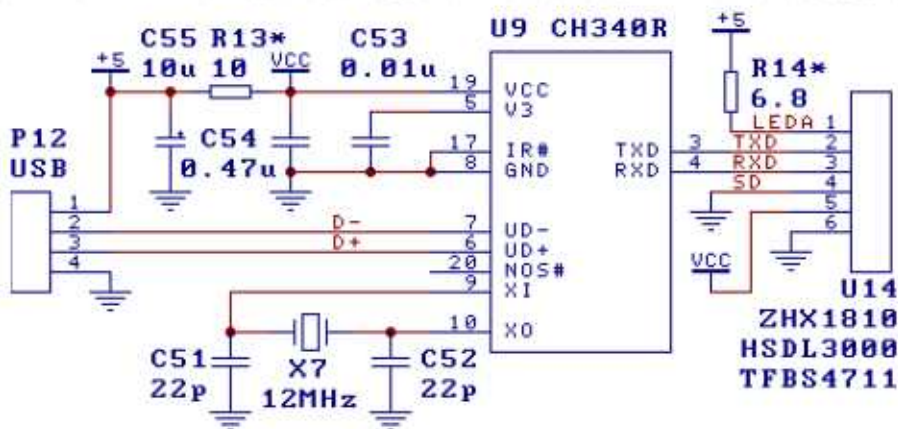 U9 CH340R
+5
C55 R13* C53
+5
10u 10 VCC 0.01u
R14*
6.8
19 VCC
5 V3
LEDA 1
P12
USB
C54
0.47u
17 IR# TXD 3 TXD 2
8 GND RXD 4 RXD 3
SD 4
1
5
2 D- 7 UD-
6
3 D+ 6 UD+
4
20 NOS#
VCC
9 XI
U14
10 XO
ZHX1810
C51 X7 C52
HSDL3000
22p 12MHz 22p
TFBS4711